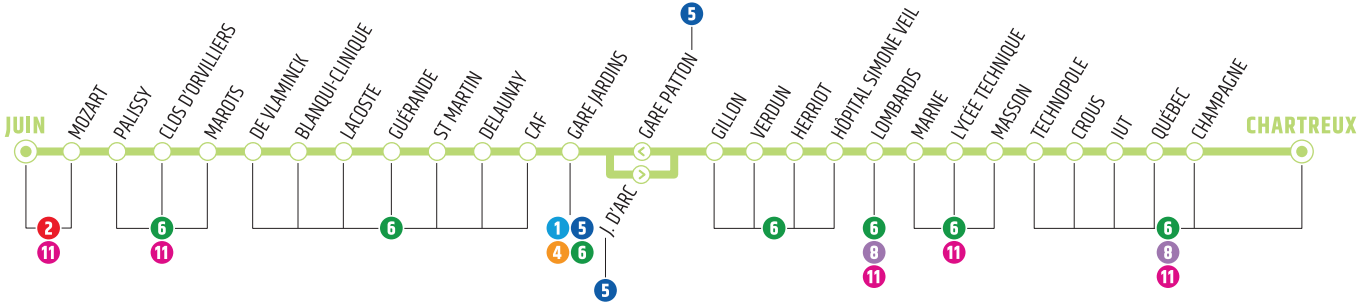 JUIN
MOZART
PALISSY
CLOS D'ORVILLIERS
MAROTS
DE VLAMINCK
BLANQUI-CLINIQUE
LACOSTE
GUÉRANDE
ST MARTIN
DELAUNAY
CAF
GARE JARDINS
5
GARE PATTON
J. D'ARC
5
GILLON
VERDUN
HERRIOT
HÔPITAL SIMONE VEIL
LOMBARDS
MARNE
LYCÉE TECHNIQUE
MASSON
TECHNOPOLE
CROUS
IUT
QUÉBEC
CHAMPAGNE
CHARTREUX
<
>
2
11
6
11
6
1 5
4 6
6
6
8
11
6
11
6
8
11